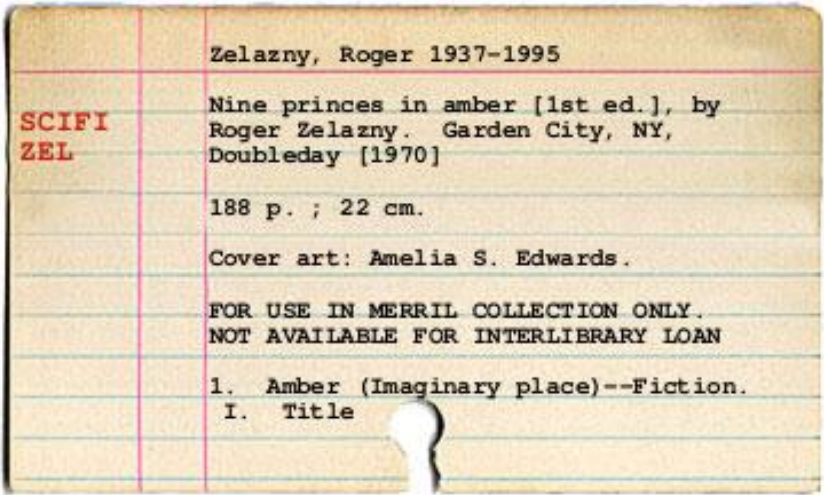 Zelazny, Roger 1937-1995
Nine princes in amber [1st ed.], by
SCIFI
Roger Zelazny.  Garden City, NY,
ZEL
Doubleday [1970]
188 p. ; 22 cm.
Cover art: Amelia S. Edwards.
FOR USE IN MERRIL COLLECTION ONLY.
NOT AVAILABLE FOR INTERLIBRARY LOAN
1.  Amber (Imaginary place)--Fiction.
I.  Title